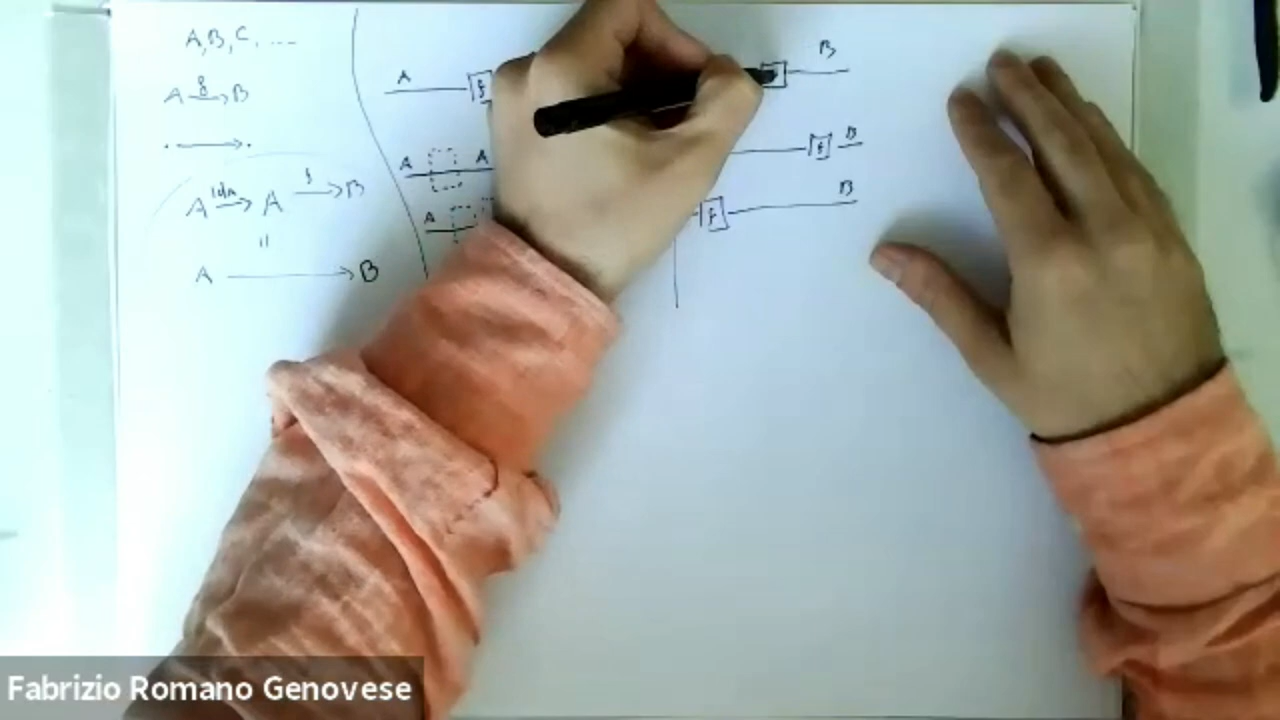 A, B, C, ....
A f B
A idA A f B
=
A B
A f B
A A f B
A f B
Fabrizio Romano Genovese